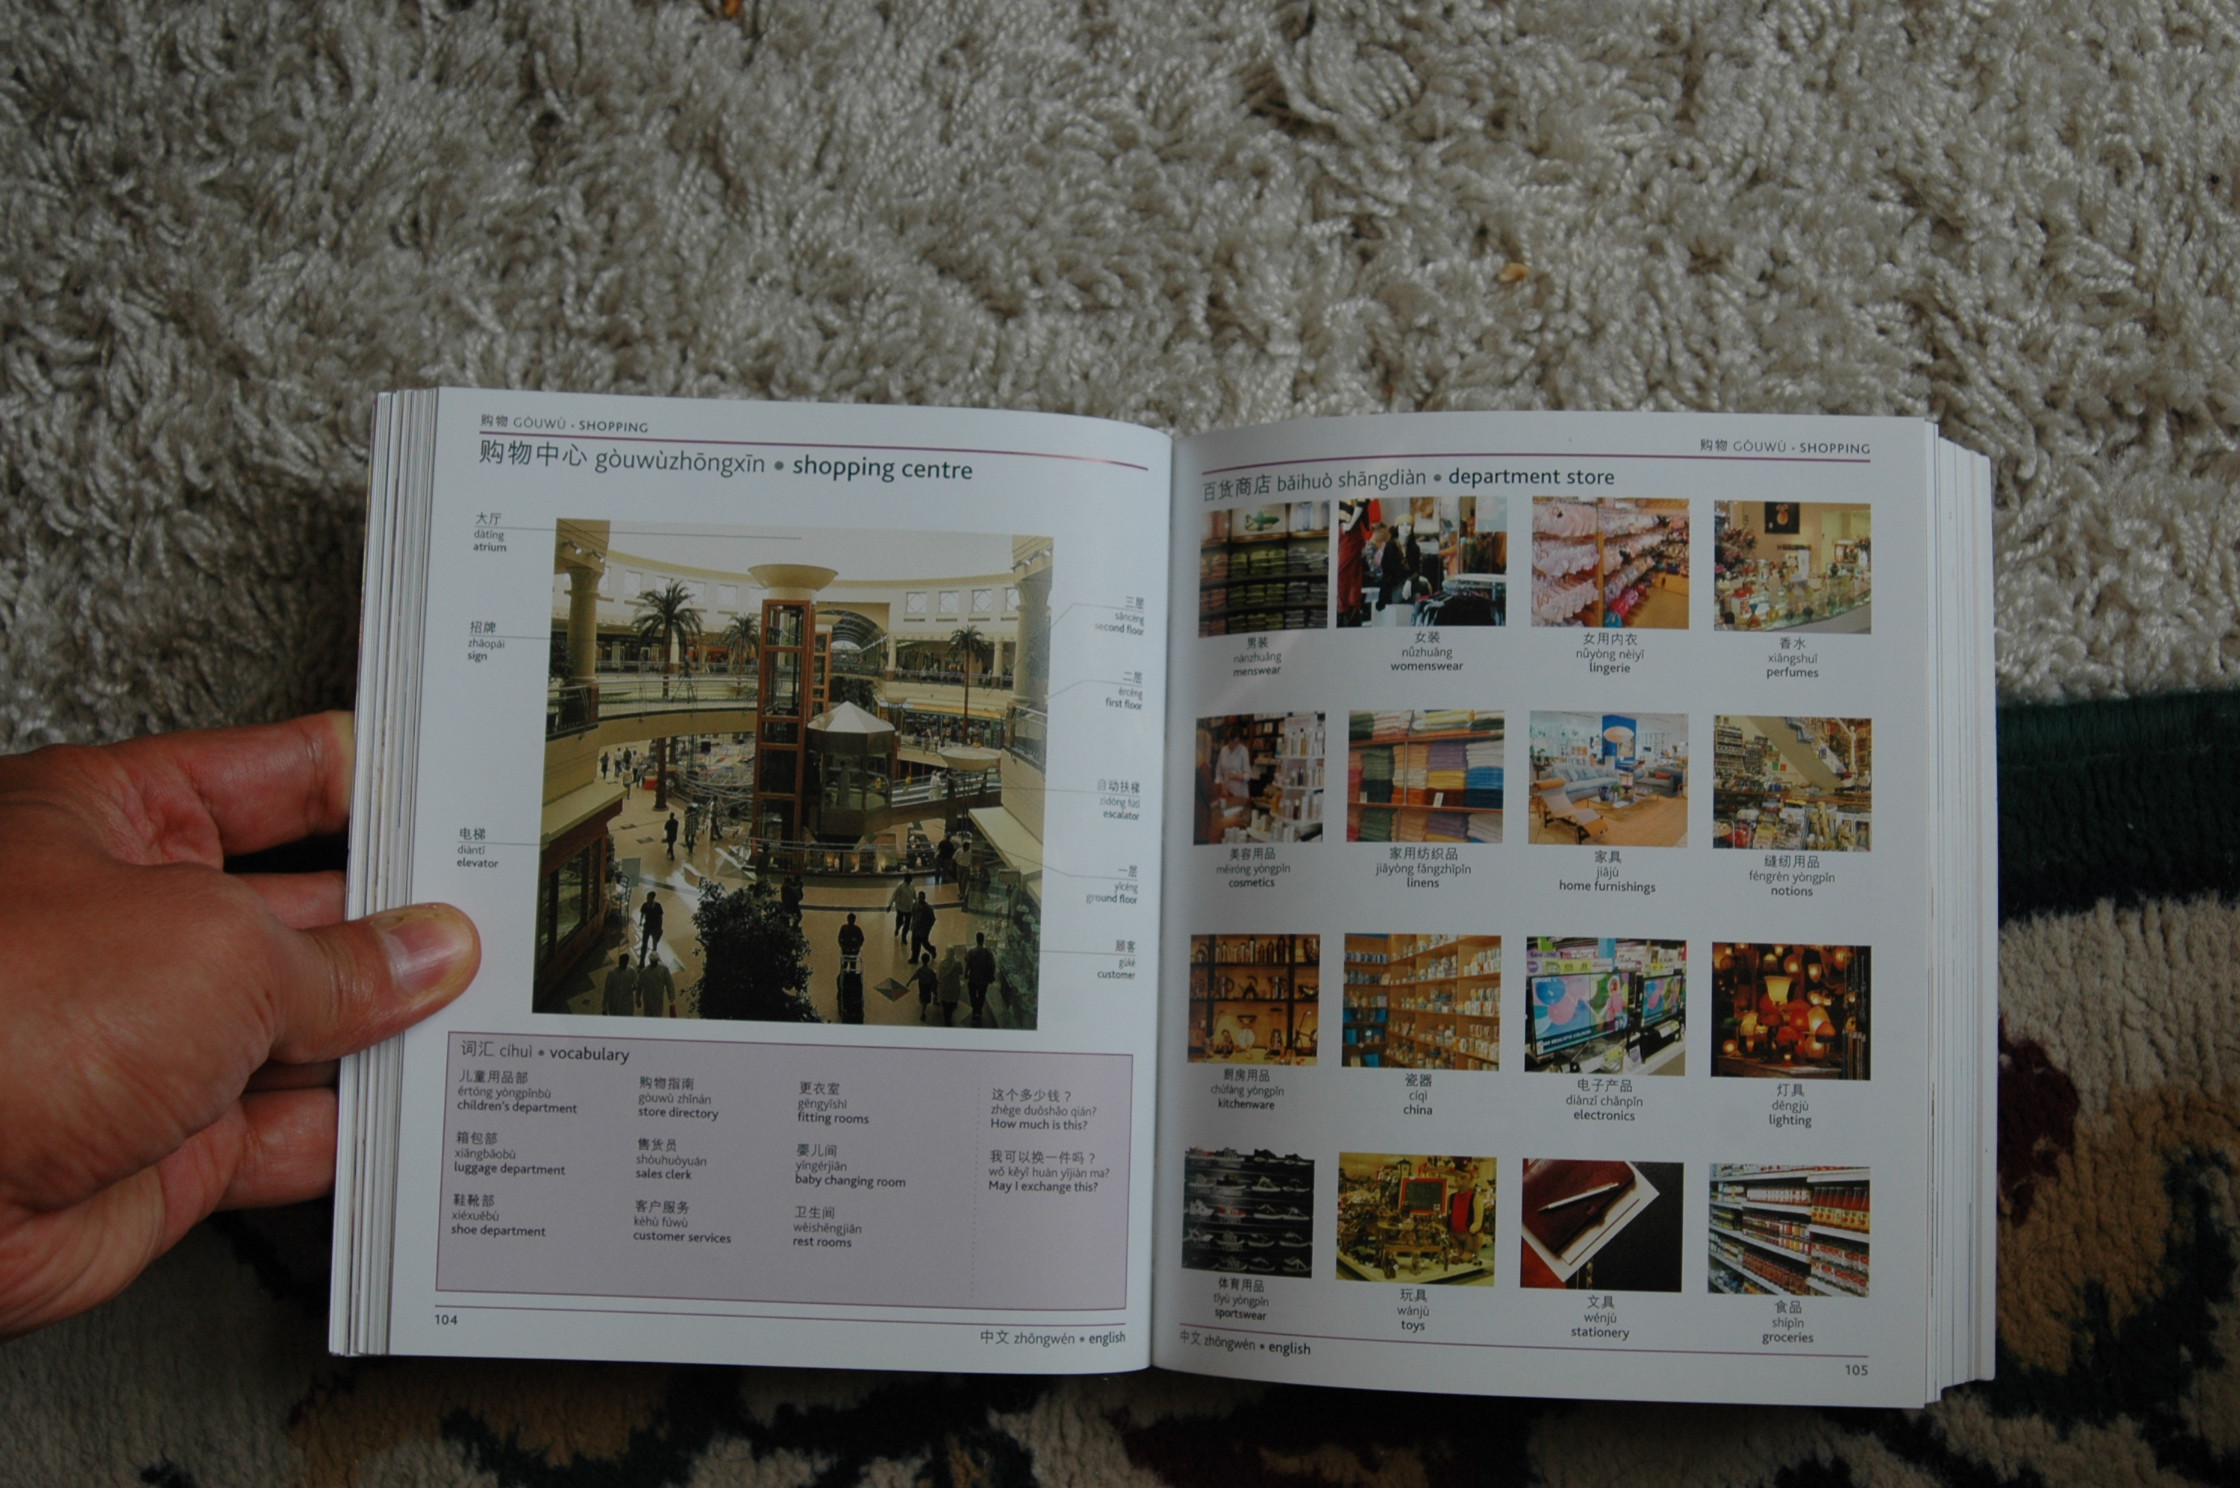 购物 GÒUWÙ · SHOPPING
购物中心 gòuwùzhōngxīn • shopping centre
大厅
dàtīng
atrium
招牌
zhāopái
sign
电梯
diàntī
elevator
三层
sāncéng
second floor
二层
èrcéng
first floor
自动扶梯
zìdòng fútī
escalator
一层
yīcéng
ground floor
顾客
gùkè
customer
词汇 cíhuì • vocabulary
儿童用品部
értóng yòngpǐnbù
children's department
箱包部
xiāngbāobù
luggage department
鞋靴部
xiéxuēbù
shoe department
购物指南
gòuwù zhǐnán
store directory
售货员
shòuhuòyuán
sales clerk
客户服务
kèhù fúwù
customer services
更衣室
gēngyīshì
fitting rooms
婴儿间
yīng'érjiān
baby changing room
卫生间
wèishēngjiān
rest rooms
这个多少钱？
zhège duōshǎo qián?
How much is this?
我可以换一件吗？
wǒ kěyǐ huàn yījiàn ma?
May I exchange this?
104
中文 zhōngwén • english
购物 GÒUWÙ · SHOPPING
百货商店 bǎihuò shāngdiàn • department store
男装
nánzhuāng
menswear
女装
nǚzhuāng
womenswear
女用内衣
nǚyòng nèiyī
lingerie
香水
xiāngshuǐ
perfumes
美容用品
měiróng yòngpǐn
cosmetics
家用纺织品
jiāyòng fǎngzhīpǐn
linens
家具
jiājù
home furnishings
缝纫用品
féngrèn yòngpǐn
notions
厨房用品
chúfáng yòngpǐn
kitchenware
瓷器
cíqì
china
电子产品
diànzǐ chǎnpǐn
electronics
灯具
dēngjù
lighting
体育用品
tǐyù yòngpǐn
sportswear
玩具
wánjù
toys
文具
wénjù
stationery
食品
shípǐn
groceries
中文 zhōngwén • english
105